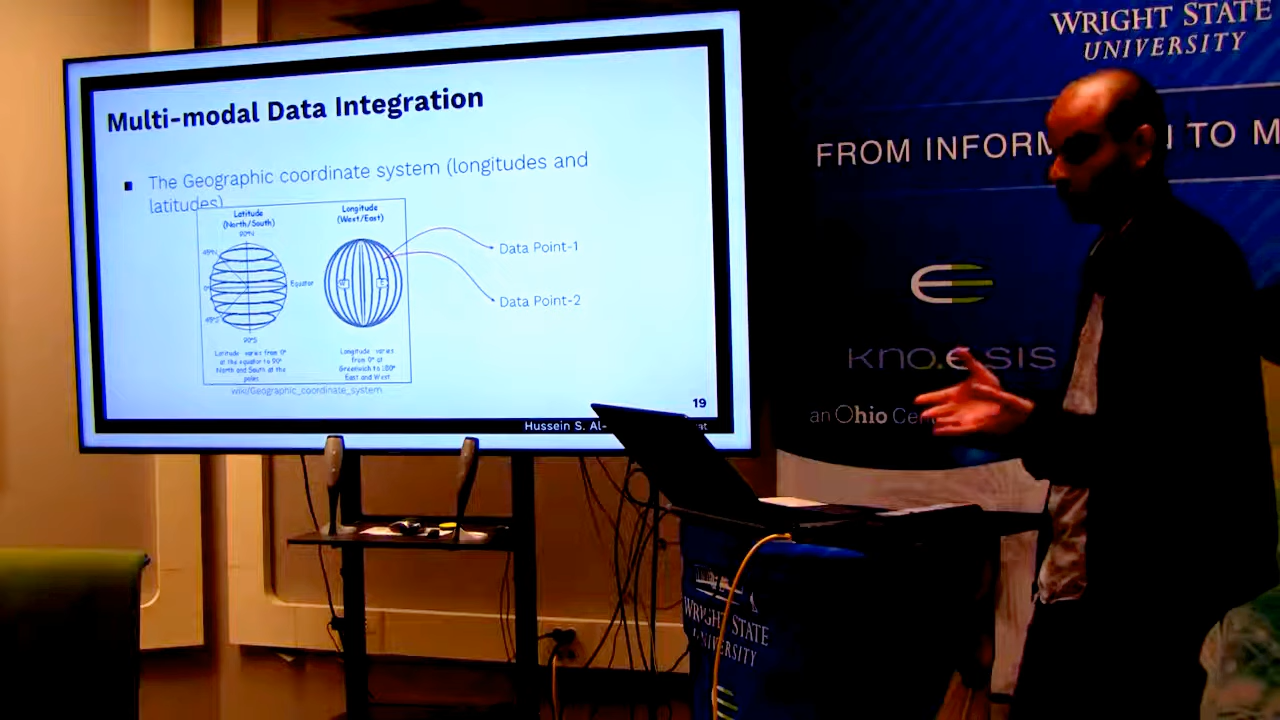 Multi-modal Data Integration
The Geographic coordinate system (longitudes and
latitudes)
Latitude
(North/South)
90°N
45°N
0°
Equator
45°S
90°S
Latitude varies from 0°
at the equator to 90°
North and South at the
poles
Longitude
(West/East)
W
E
Longitude varies
from 0° at
Greenwich to 180°
East and West
Data Point-1
Data Point-2
wiki/Geographic_coordinate_system
19
Hussein S. Al-
WRIGHT STATE
UNIVERSITY
FROM INFORM N TO M
kno.e.sis
an Ohio Cen
WRIGHT STATE
UNIVERSITY